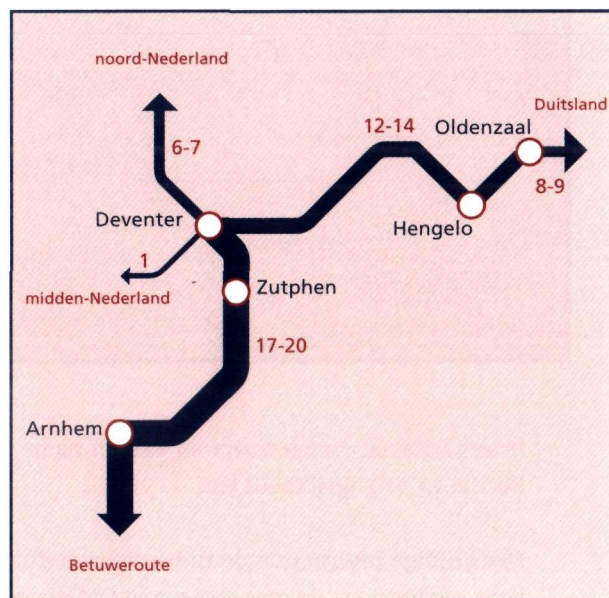 noord-Nederland
Duitsland
12-14
Oldenzaal
6-7
8-9
Deventer
Hengelo
1
midden-Nederland
Zutphen
17-20
Arnhem
Betuweroute